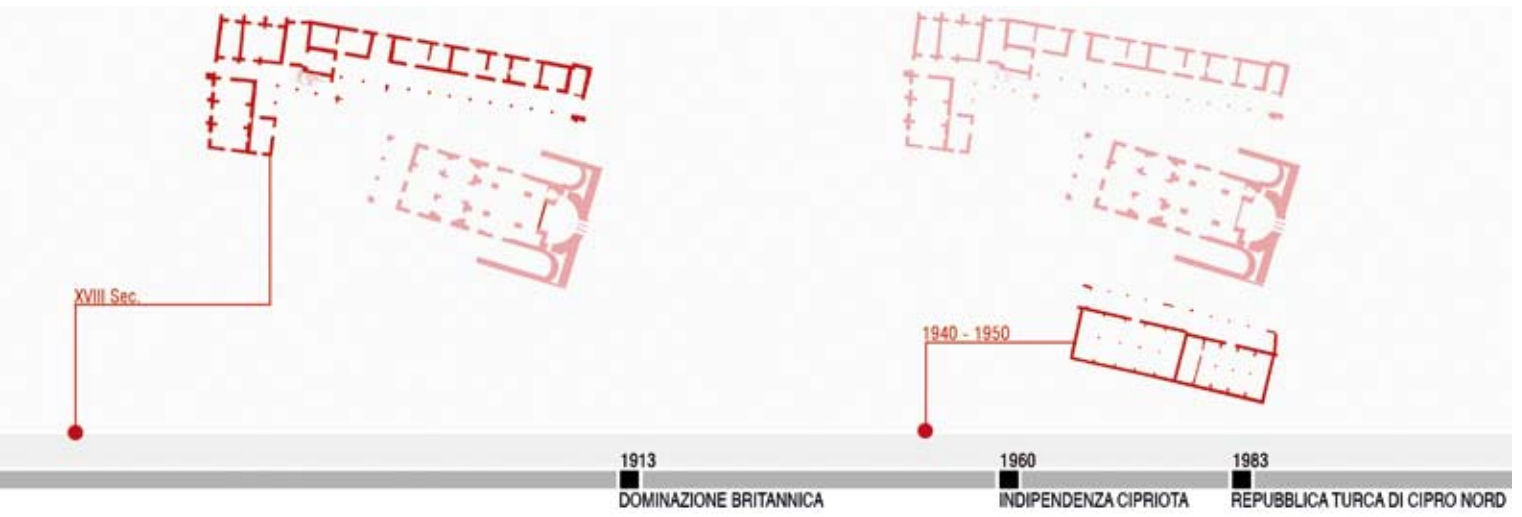 XVIII Sec.
1940 - 1950
1913
DOMINAZIONE BRITANNICA
1960
INDIPENDENZA CIPRIOTA
1983
REPUBBLICA TURCA DI CIPRO NORD